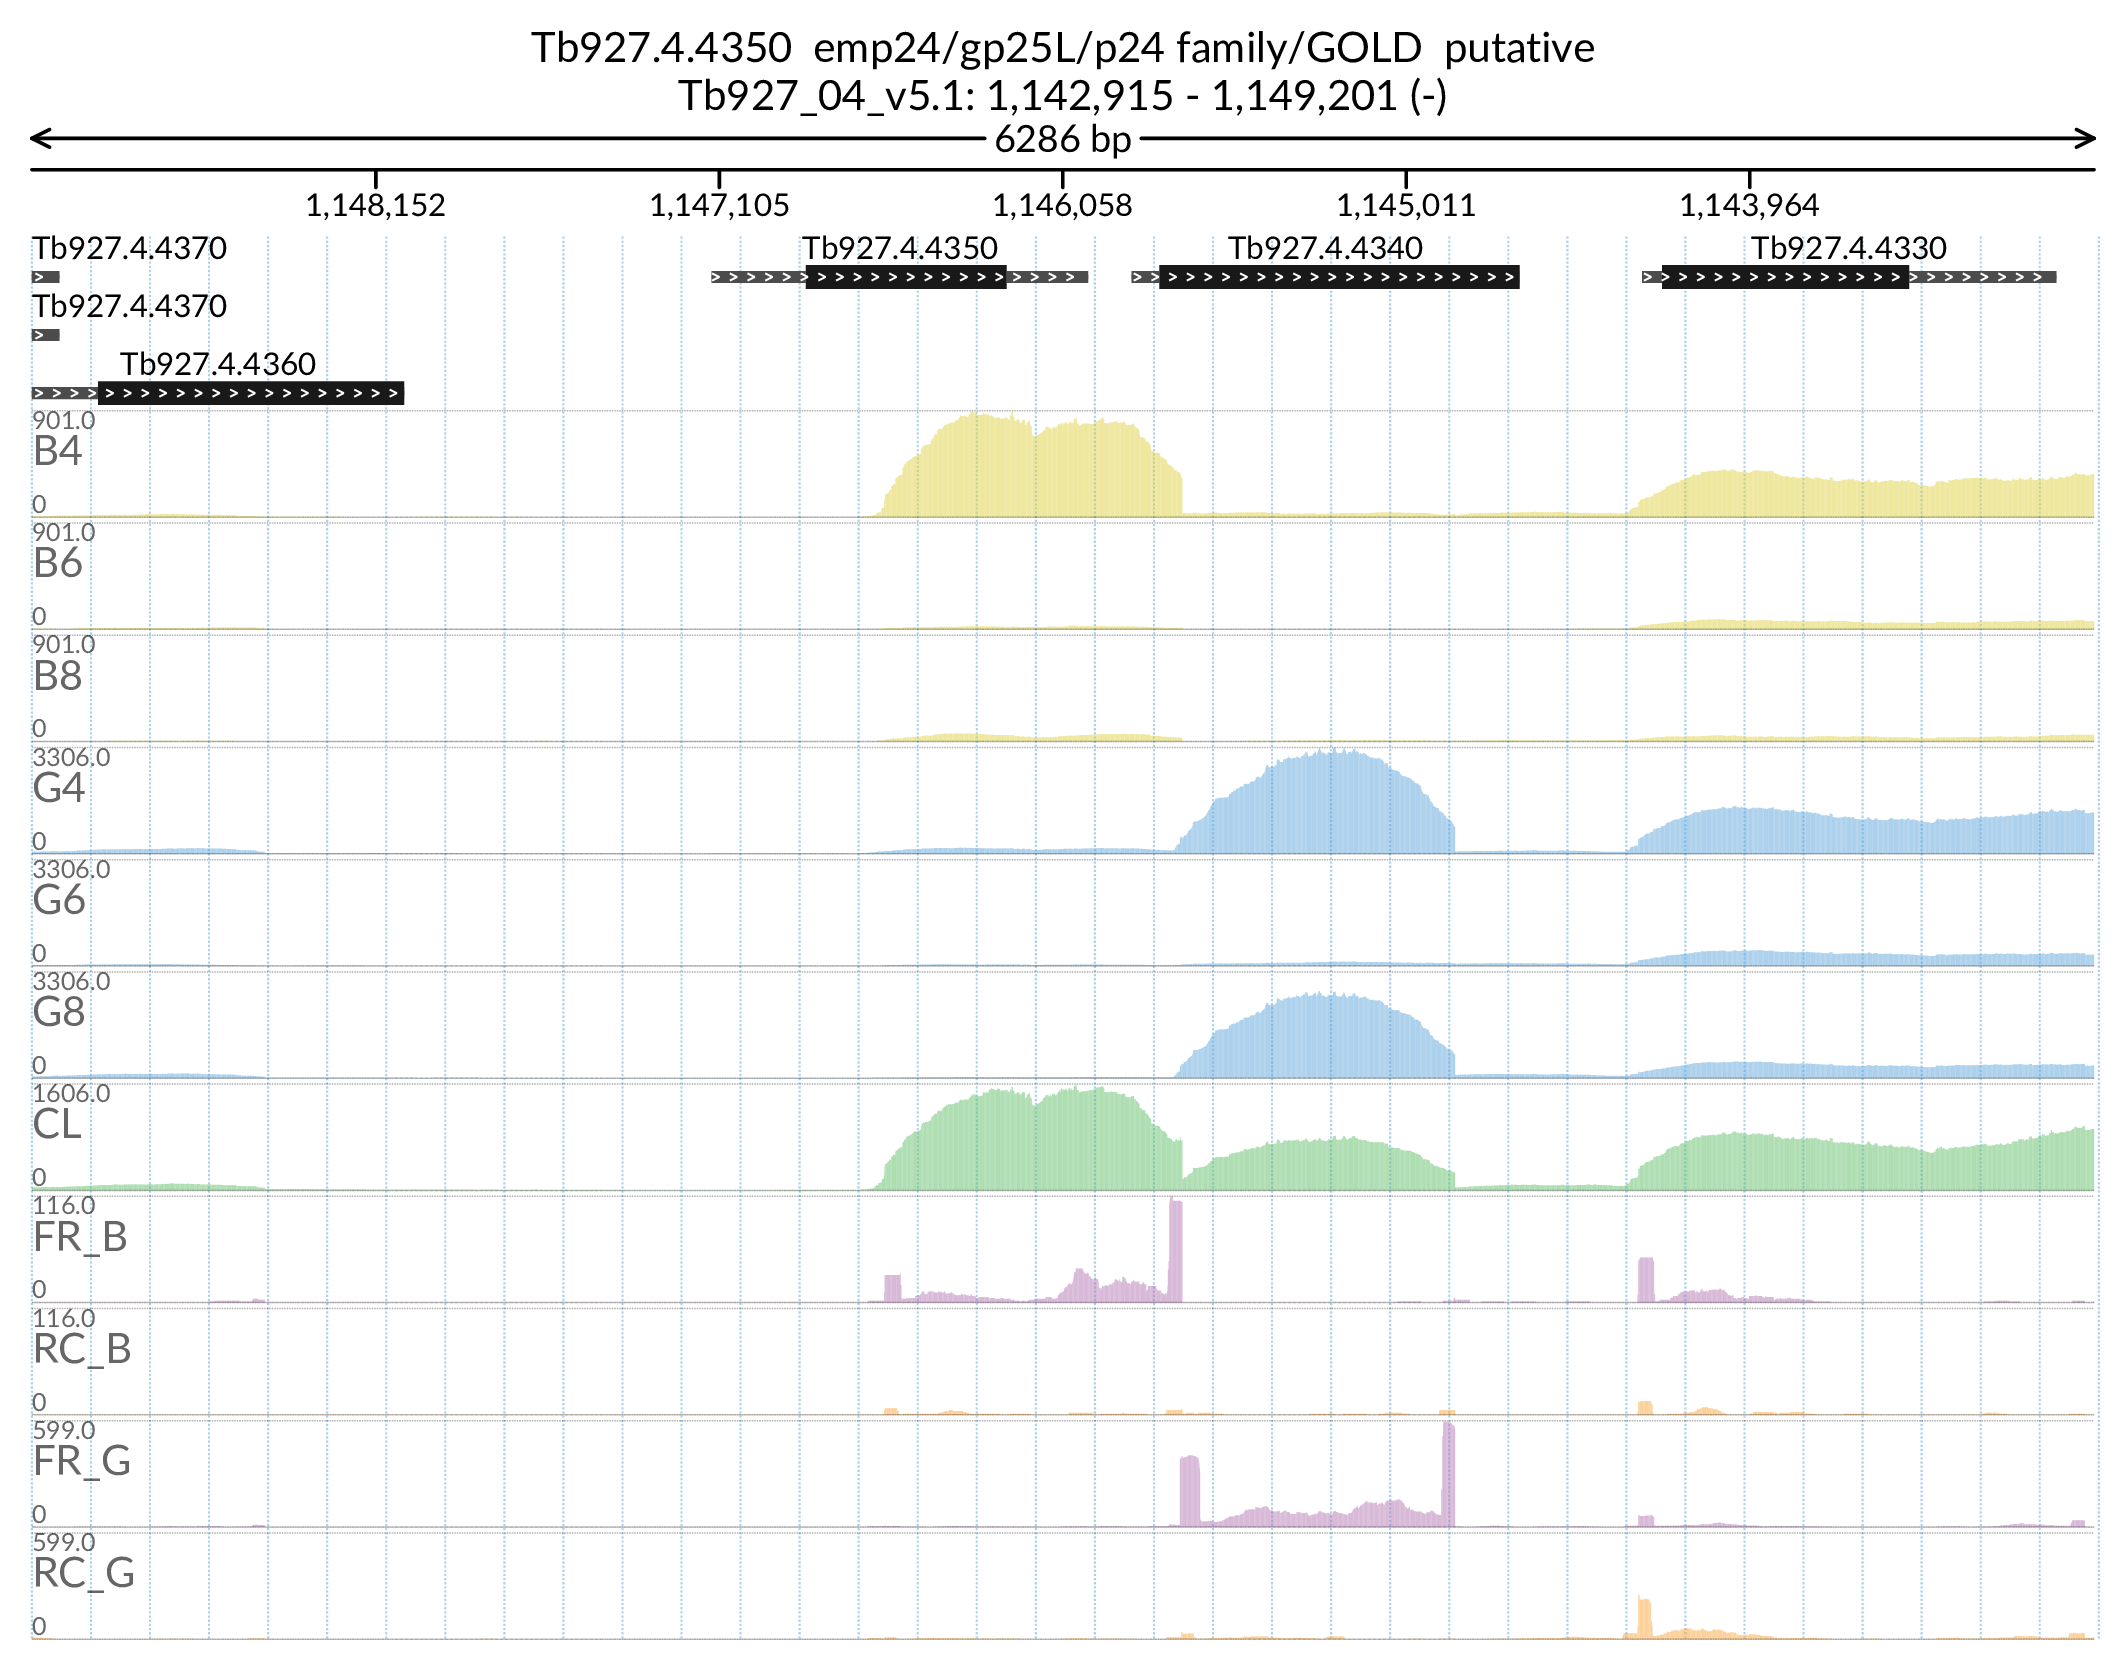 Tb927.4.4350  emp24/gp25L/p24 family/GOLD  putative
Tb927_04_v5.1: 1,142,915 - 1,149,201 (-)
6286 bp
1,148,152 1,147,105 1,146,058 1,145,011 1,143,964
Tb927.4.4370 Tb927.4.4350 Tb927.4.4340 Tb927.4.4330
Tb927.4.4370
Tb927.4.4360
901.0
B4
0
901.0
B6
0
901.0
B8
0
3306.0
G4
0
3306.0
G6
0
3306.0
G8
0
1606.0
CL
0
116.0
FR_B
0
116.0
RC_B
0
599.0
FR_G
0
599.0
RC_G
0